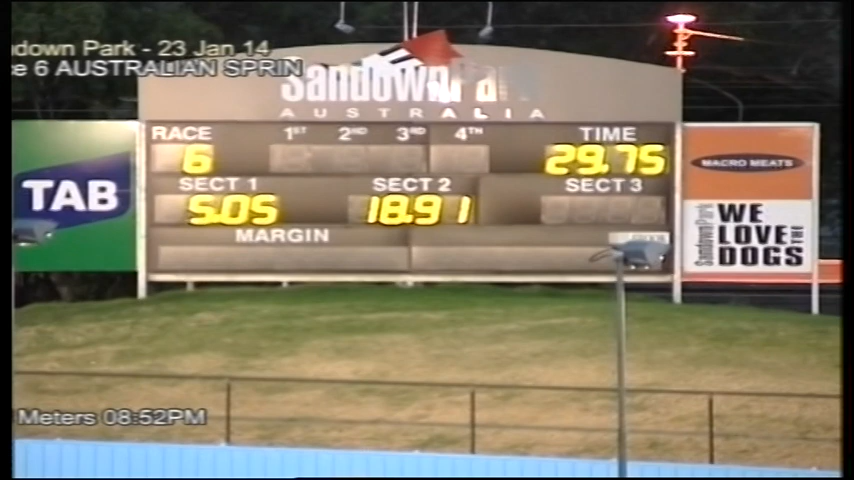 down Park - 23 Jan 14
e 6 AUSTRALIAN SPRIN
Sandown Park
AUSTRALIA
RACE 1ST 2ND 3RD 4TH TIME
6 29.75
SECT 1 SECT 2 SECT 3
5.05 18.91
MARGIN
TAB
MACRO MEATS
Sandown Park
WE
LOVE THE
DOGS
Meters 08:52PM